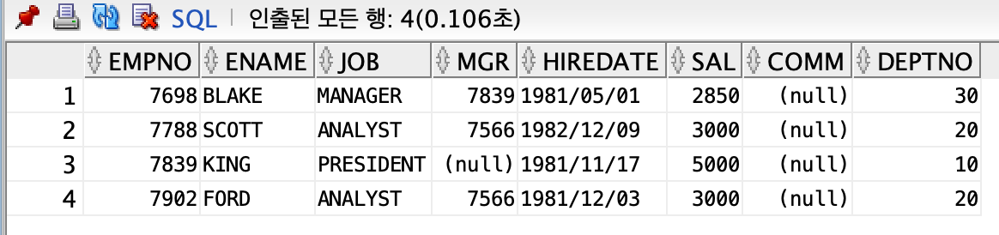 SQL 인출된 모든 행: 4(0.106초)
EMPNO ENAME JOB MGR HIREDATE SAL COMM DEPTNO
1 7698 BLAKE MANAGER 7839 1981/05/01 2850 (null) 30
2 7788 SCOTT ANALYST 7566 1982/12/09 3000 (null) 20
3 7839 KING PRESIDENT (null) 1981/11/17 5000 (null) 10
4 7902 FORD ANALYST 7566 1981/12/03 3000 (null) 20